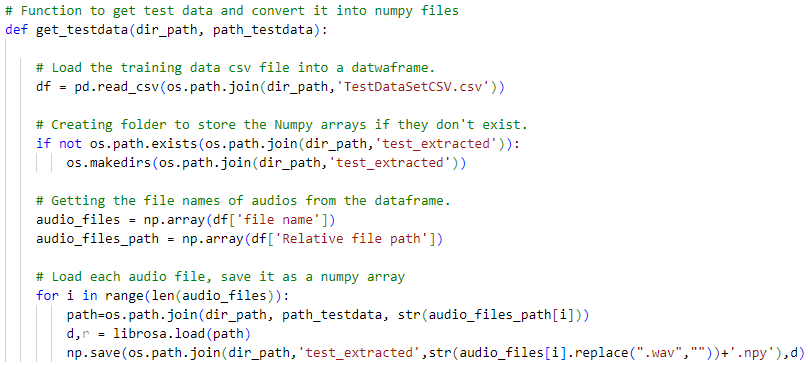 # Function to get test data and convert it into numpy files
def get_testdata(dir_path, path_testdata):
# Load the training data csv file into a datwaframe.
df = pd.read_csv(os.path.join(dir_path,'TestDataSetCSV.csv'))
# Creating folder to store the Numpy arrays if they don't exist.
if not os.path.exists(os.path.join(dir_path,'test_extracted')):
os.makedirs(os.path.join(dir_path,'test_extracted'))
# Getting the file names of audios from the dataframe.
audio_files = np.array(df['file name'])
audio_files_path = np.array(df['Relative file path'])
# Load each audio file, save it as a numpy array
for i in range(len(audio_files)):
path=os.path.join(dir_path, path_testdata, str(audio_files_path[i]))
d,r = librosa.load(path)
np.save(os.path.join(dir_path,'test_extracted',str(audio_files[i].replace(".wav",""))+'.npy'),d)